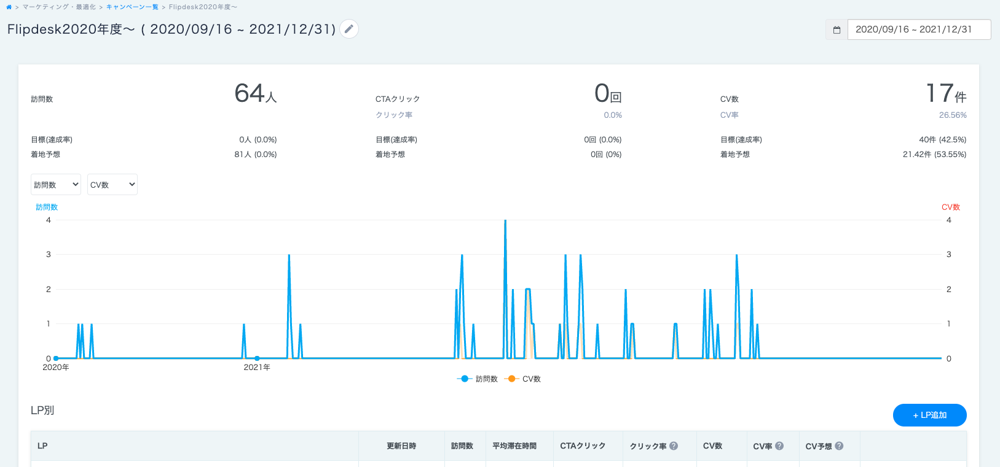 > マーケティング・最適化 > キャンペーン一覧 > Flipdesk2020年度〜
Flipdesk2020年度〜 ( 2020/09/16 ~ 2021/12/31)
2020/09/16 ~ 2021/12/31
訪問数 64人
CTAクリック 0回
クリック率 0.0%
CV数 17件
CV率 26.56%
目標(達成率) 0人 (0.0%)
着地予想 81人 (0.0%)
目標(達成率) 0回 (0.0%)
着地予想 0回 (0%)
目標(達成率) 40件 (42.5%)
着地予想 21.42件 (53.55%)
訪問数 CV数
訪問数 CV数
4 4
3 3
2 2
1 1
0 0
2020年 2021年
訪問数 CV数
LP別
+ LP追加
LP 更新日時 訪問数 平均滞在時間 CTAクリック クリック率 ? CV数 CV率 ? CV予想 ?